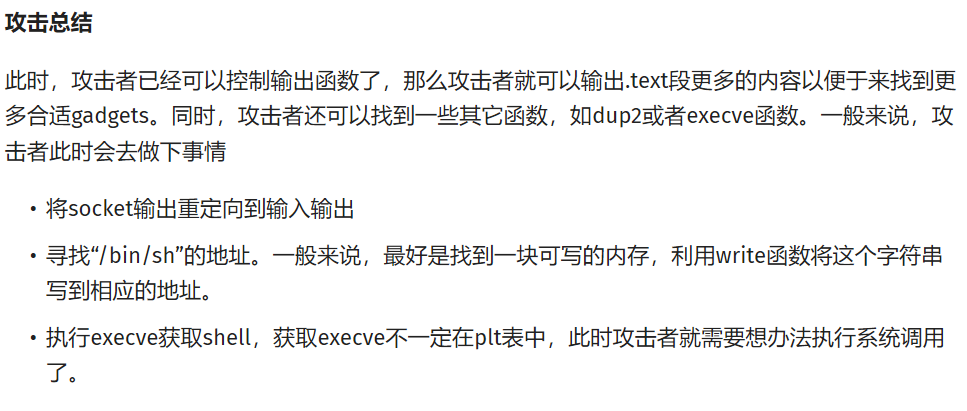 攻击总结
此时，攻击者已经可以控制输出函数了，那么攻击者就可以输出.text段更多的内容以便于来找到更
多合适gadgets。同时，攻击者还可以找到一些其它函数，如dup2或者execve函数。一般来说，攻
击者此时会去做下事情
• 将socket输出重定向到输入输出
• 寻找“/bin/sh”的地址。一般来说，最好是找到一块可写的内存，利用write函数将这个字符串
写到相应的地址。
• 执行execve获取shell，获取execve不一定在plt表中，此时攻击者就需要想办法执行系统调用
了。